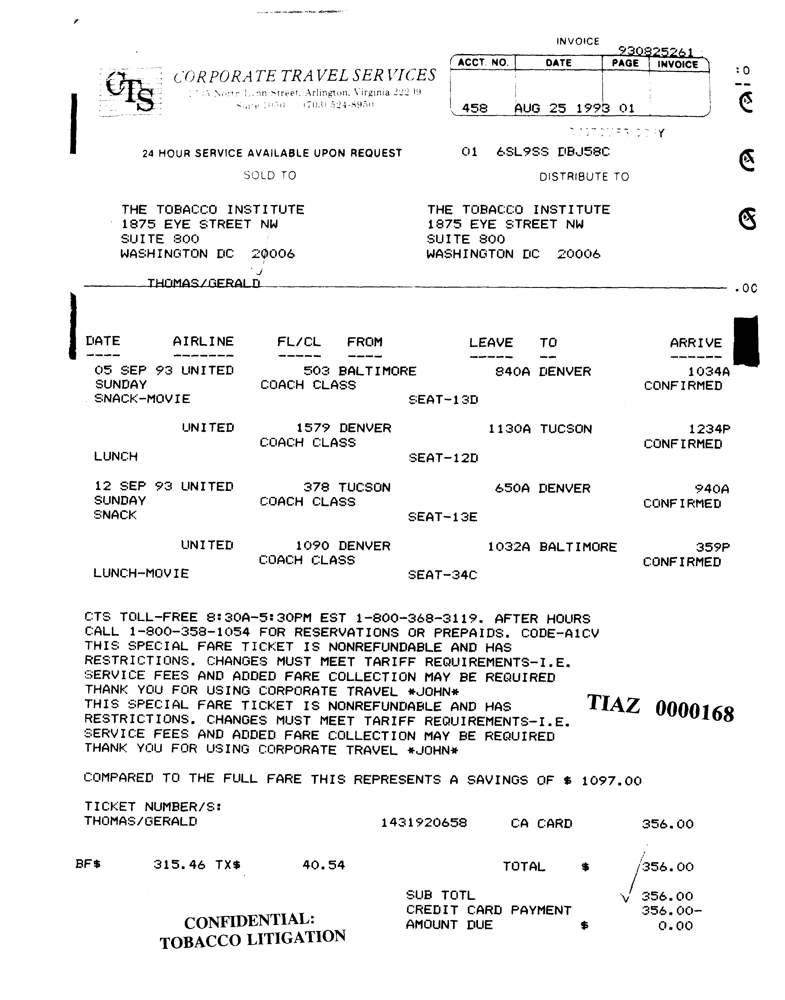 INVOICE
930825261
ACCT. NO. DATE PAGE INVOICE
458 AUG 25 1993 01
CTS CORPORATE TRAVEL SERVICES
Street, Arlington, Virginia
(703) 524-8950
24 HOUR SERVICE AVAILABLE UPON REQUEST 01 6SL9SS DBJ58C
SOLD TO DISTRIBUTE TO
THE TOBACCO INSTITUTE THE TOBACCO INSTITUTE
1875 EYE STREET NW 1875 EYE STREET NW
SUITE 800 SUITE 800
WASHINGTON DC 20006 WASHINGTON DC 20006
THOMAS/GERALD
.00
DATE AIRLINE FL/CL FROM LEAVE TO ARRIVE
---- ------- ----- ---- ----- -- ------
05 SEP 93 UNITED 503 BALTIMORE 840A DENVER 1034A
SUNDAY COACH CLASS CONFIRMED
SNACK-MOVIE SEAT-13D
UNITED 1579 DENVER 1130A TUCSON 1234P
COACH CLASS CONFIRMED
LUNCH SEAT-12D
12 SEP 93 UNITED 378 TUCSON 650A DENVER 940A
SUNDAY COACH CLASS CONFIRMED
SNACK SEAT-13E
UNITED 1090 DENVER 1032A BALTIMORE 359P
COACH CLASS CONFIRMED
LUNCH-MOVIE SEAT-34C
CTS TOLL-FREE 8:30A-5:30PM EST 1-800-368-3119. AFTER HOURS
CALL 1-800-358-1054 FOR RESERVATIONS OR PREPAIDS. CODE-A1CV
THIS SPECIAL FARE TICKET IS NONREFUNDABLE AND HAS
RESTRICTIONS. CHANGES MUST MEET TARIFF REQUIREMENTS-I.E.
SERVICE FEES AND ADDED FARE COLLECTION MAY BE REQUIRED
THANK YOU FOR USING CORPORATE TRAVEL *JOHN*
THIS SPECIAL FARE TICKET IS NONREFUNDABLE AND HAS
RESTRICTIONS. CHANGES MUST MEET TARIFF REQUIREMENTS-I.E.
SERVICE FEES AND ADDED FARE COLLECTION MAY BE REQUIRED
THANK YOU FOR USING CORPORATE TRAVEL *JOHN*
TIAZ 0000168
COMPARED TO THE FULL FARE THIS REPRESENTS A SAVINGS OF $ 1097.00
TICKET NUMBER/S:
THOMAS/GERALD 1431920658 CA CARD 356.00
BF$ 315.46 TX$ 40.54 TOTAL $ 356.00
SUB TOTL 356.00
CREDIT CARD PAYMENT 356.00-
AMOUNT DUE $ 0.00
CONFIDENTIAL:
TOBACCO LITIGATION